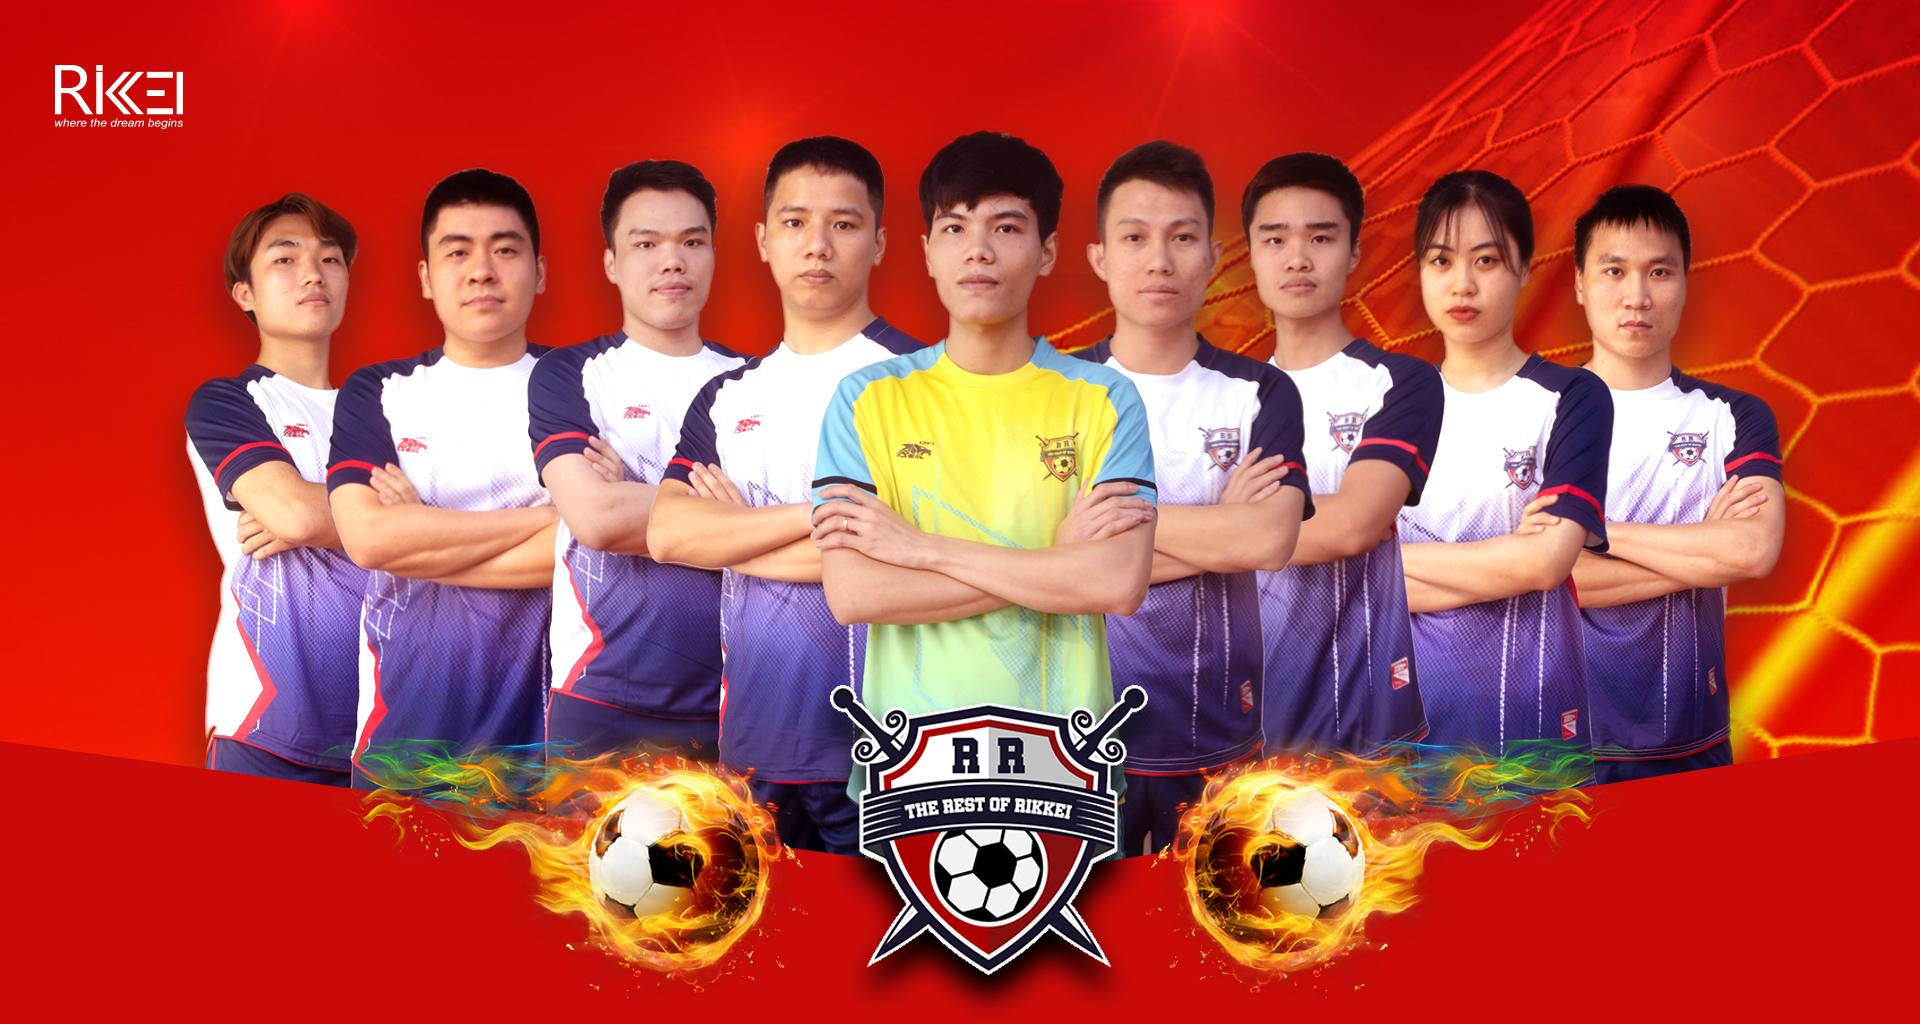 RIKKEI
where the dream begins
R R
THE REST OF RIKKEI